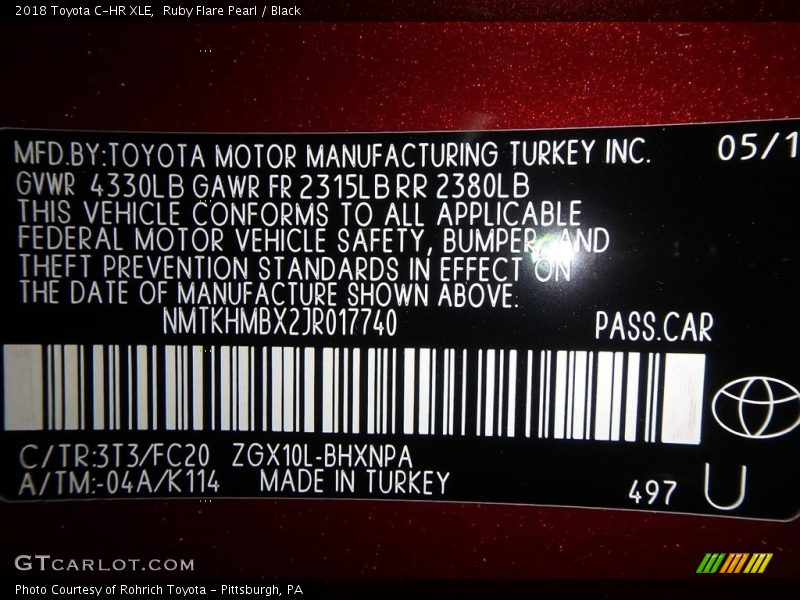 2018 Toyota C-HR XLE,  Ruby Flare Pearl / Black
MFD.BY:TOYOTA MOTOR MANUFACTURING TURKEY INC. 05/1
GVWR 4330LB GAWR FR 2315LB RR 2380LB
THIS VEHICLE CONFORMS TO ALL APPLICABLE
FEDERAL MOTOR VEHICLE SAFETY, BUMPER, AND
THEFT PREVENTION STANDARDS IN EFFECT ON
THE DATE OF MANUFACTURE SHOWN ABOVE.
NMTKHMBX2JR017740 PASS.CAR
C/TR:3T3/FC20 ZGX10L-BHXNPA
A/TM:-04A/K114 MADE IN TURKEY
497 U
GTCARLOT.COM
Photo Courtesy of Rohrich Toyota - Pittsburgh, PA